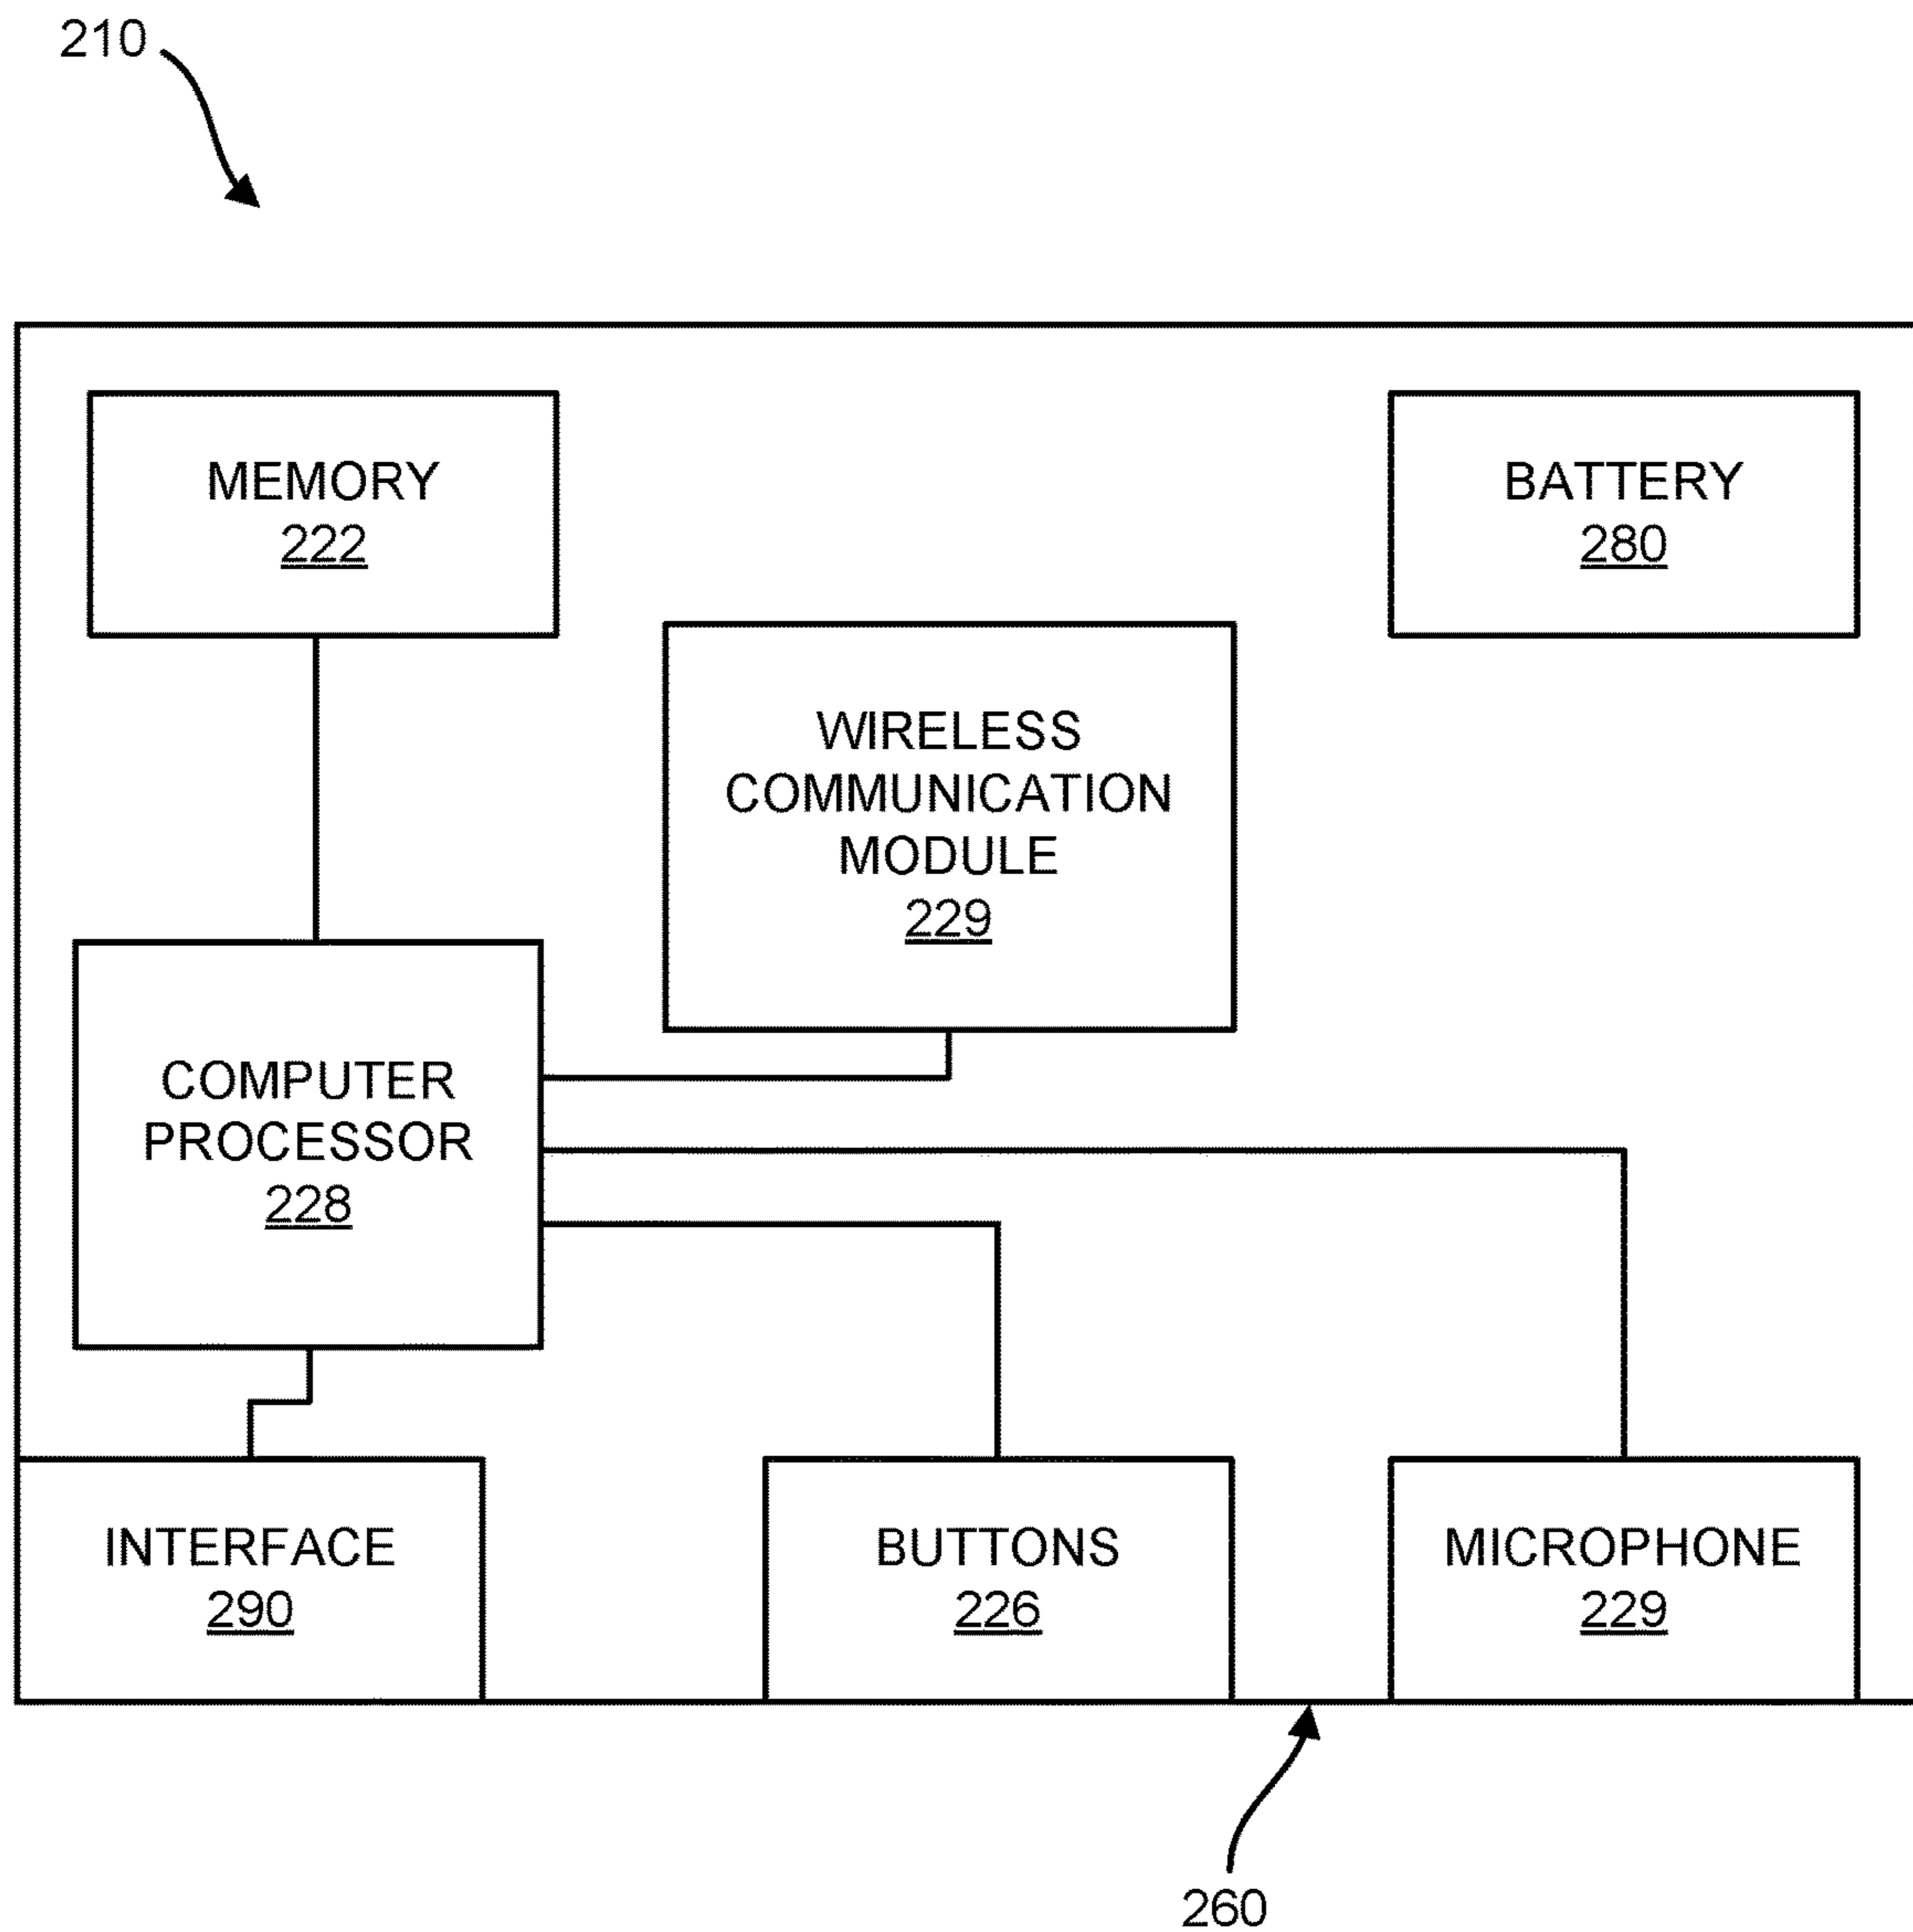 210
MEMORY
222
BATTERY
280
WIRELESS
COMMUNICATION
MODULE
229
COMPUTER
PROCESSOR
228
INTERFACE
290
BUTTONS
226
MICROPHONE
229
260